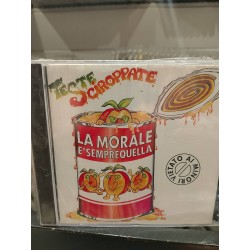 TESTE
SCIROPPATE
LA MORALE
E' SEMPREQUELLA
VIETATO AI MINORI